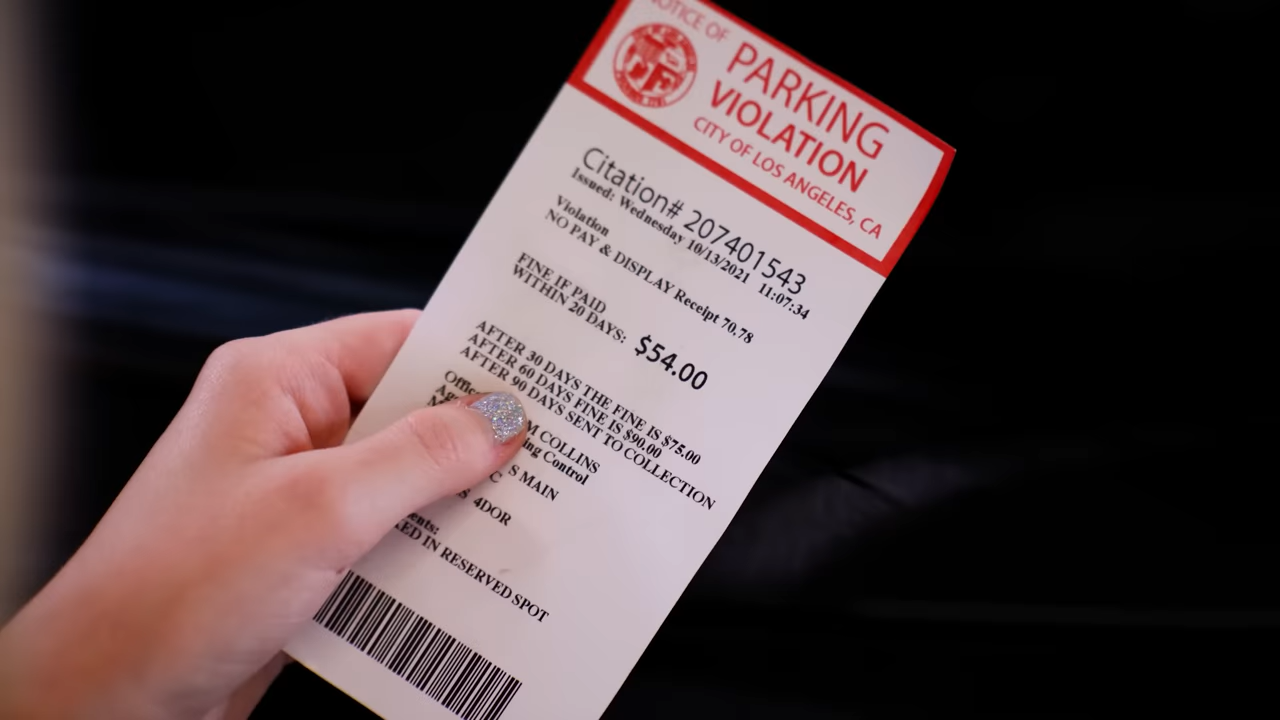 NOTICE OF
PARKING
VIOLATION
CITY OF LOS ANGELES, CA
Citation# 207401543
Issued: Wednesday 10/13/2021 11:07:34
Violation
NO PAY & DISPLAY Receipt 70.78
FINE IF PAID
WITHIN 20 DAYS: $54.00
AFTER 30 DAYS THE FINE IS $75.00
AFTER 60 DAYS FINE IS $90.00
AFTER 90 DAYS SENT TO COLLECTION
M COLLINS
Control
S MAIN
4DOR
IN RESERVED SPOT